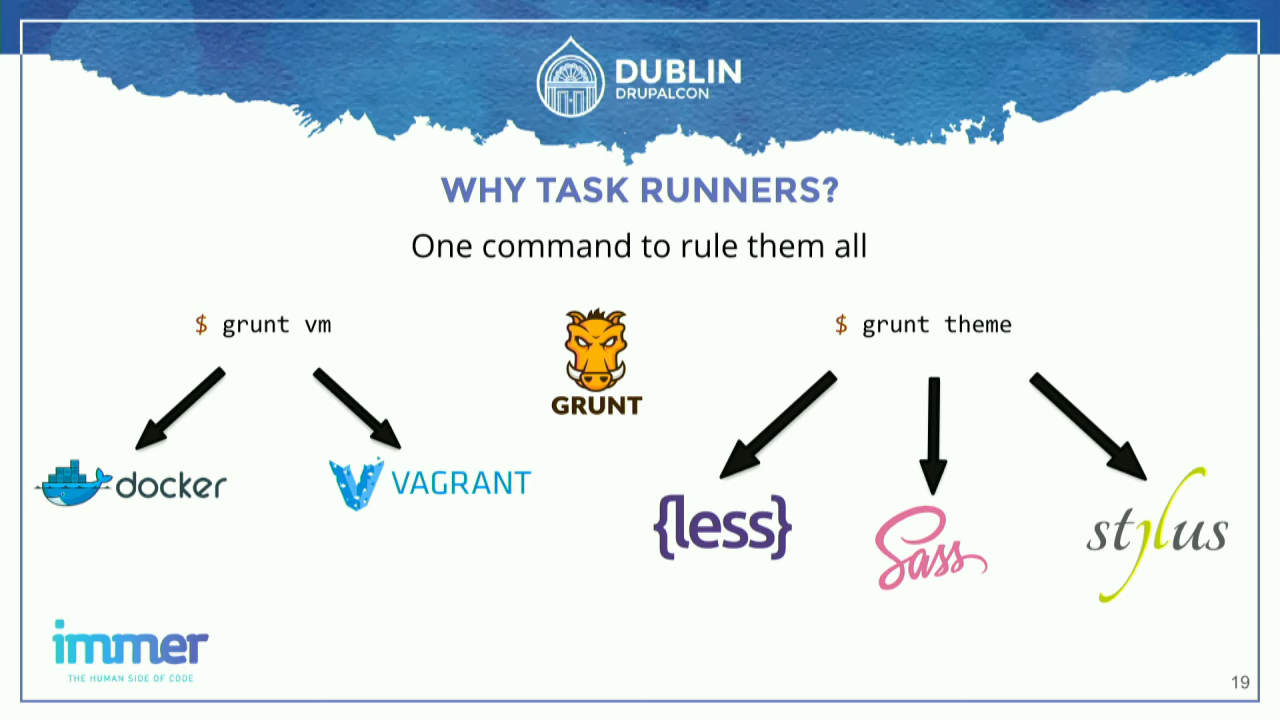 DUBLIN
DRUPALCON
WHY TASK RUNNERS?
One command to rule them all
$ grunt vm
$ grunt theme
GRUNT
docker
VAGRANT
{less}
Sass
stylus
immer
THE HUMAN SIDE OF CODE
19